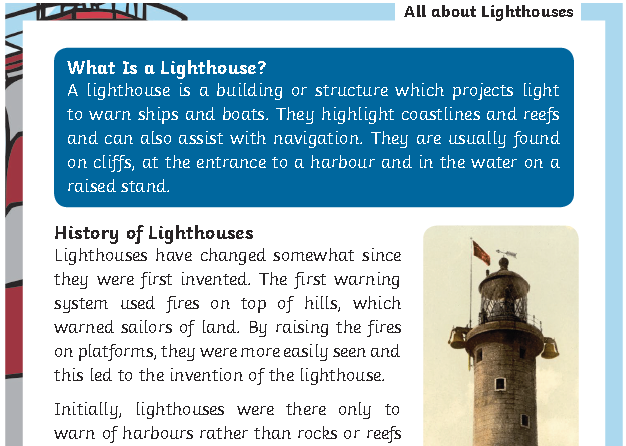 All about Lighthouses
What Is a Lighthouse?
A lighthouse is a building or structure which projects light
to warn ships and boats. They highlight coastlines and reefs
and can also assist with navigation. They are usually found
on cliffs, at the entrance to a harbour and in the water on a
raised stand.
History of Lighthouses
Lighthouses have changed somewhat since
they were first invented. The first warning
system used fires on top of hills, which
warned sailors of land. By raising the fires
on platforms, they were more easily seen and
this led to the invention of the lighthouse.
Initially, lighthouses were there only to
warn of harbours rather than rocks or reefs